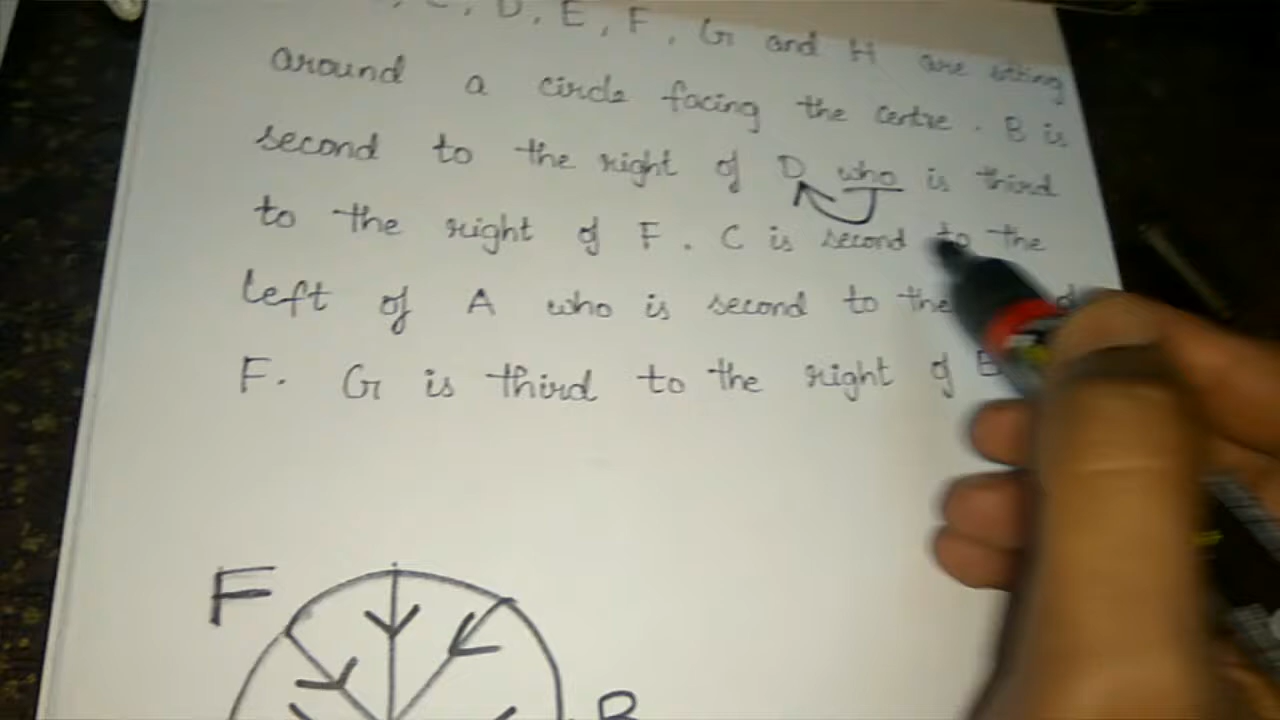 , C, D, E, F, G and H are sitting
around a circle facing the centre. B is
second to the right of D who is third
to the right of F. C is second to the
left of A who is second to the
F. G is third to the right of
F
B